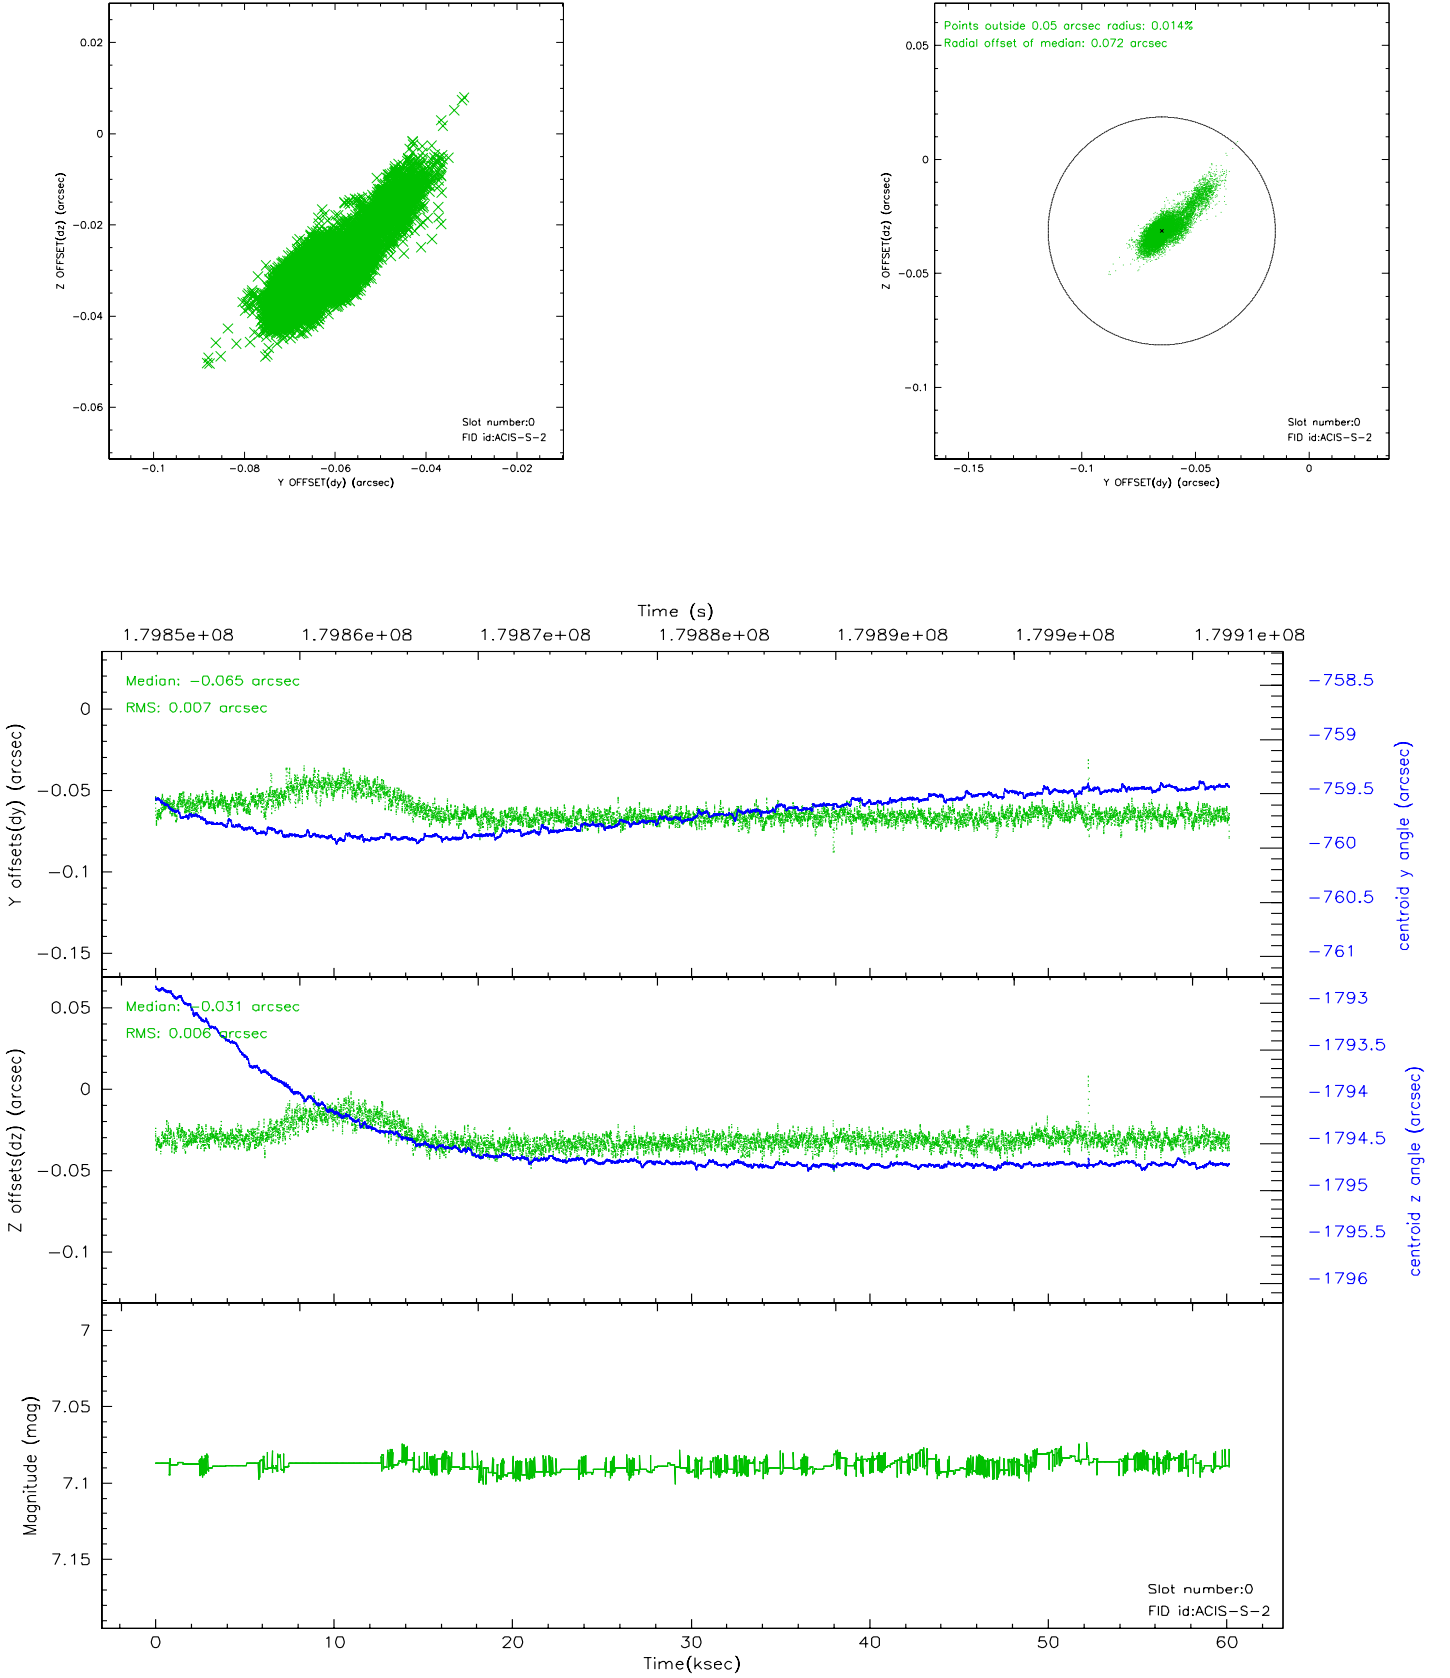 0.02
0
-0.02
-0.04
-0.06
Z OFFSET(dz) (arcsec)
Slot number:0
FID id:ACIS-S-2
-0.1 -0.08 -0.06 -0.04 -0.02
Y OFFSET(dy) (arcsec)
Points outside 0.05 arcsec radius: 0.014%
Radial offset of median: 0.072 arcsec
0.05
0
-0.05
-0.1
Z OFFSET(dz) (arcsec)
Slot number:0
FID id:ACIS-S-2
-0.15 -0.1 -0.05 0
Y OFFSET(dy) (arcsec)
Time (s)
1.7985e+08 1.7986e+08 1.7987e+08 1.7988e+08 1.7989e+08 1.799e+08 1.7991e+08
Median: -0.065 arcsec
RMS: 0.007 arcsec
0
-0.05
-0.1
-0.15
Y offsets(dy) (arcsec)
-758.5
-759
-759.5
-760
-760.5
-761
centroid y angle (arcsec)
Median: -0.031 arcsec
RMS: 0.006 arcsec
0.05
0
-0.05
-0.1
Z offsets(dz) (arcsec)
-1793
-1793.5
-1794
-1794.5
-1795
-1795.5
-1796
centroid z angle (arcsec)
7
7.05
7.1
7.15
Magnitude (mag)
Slot number:0
FID id:ACIS-S-2
0 10 20 30 40 50 60
Time(ksec)